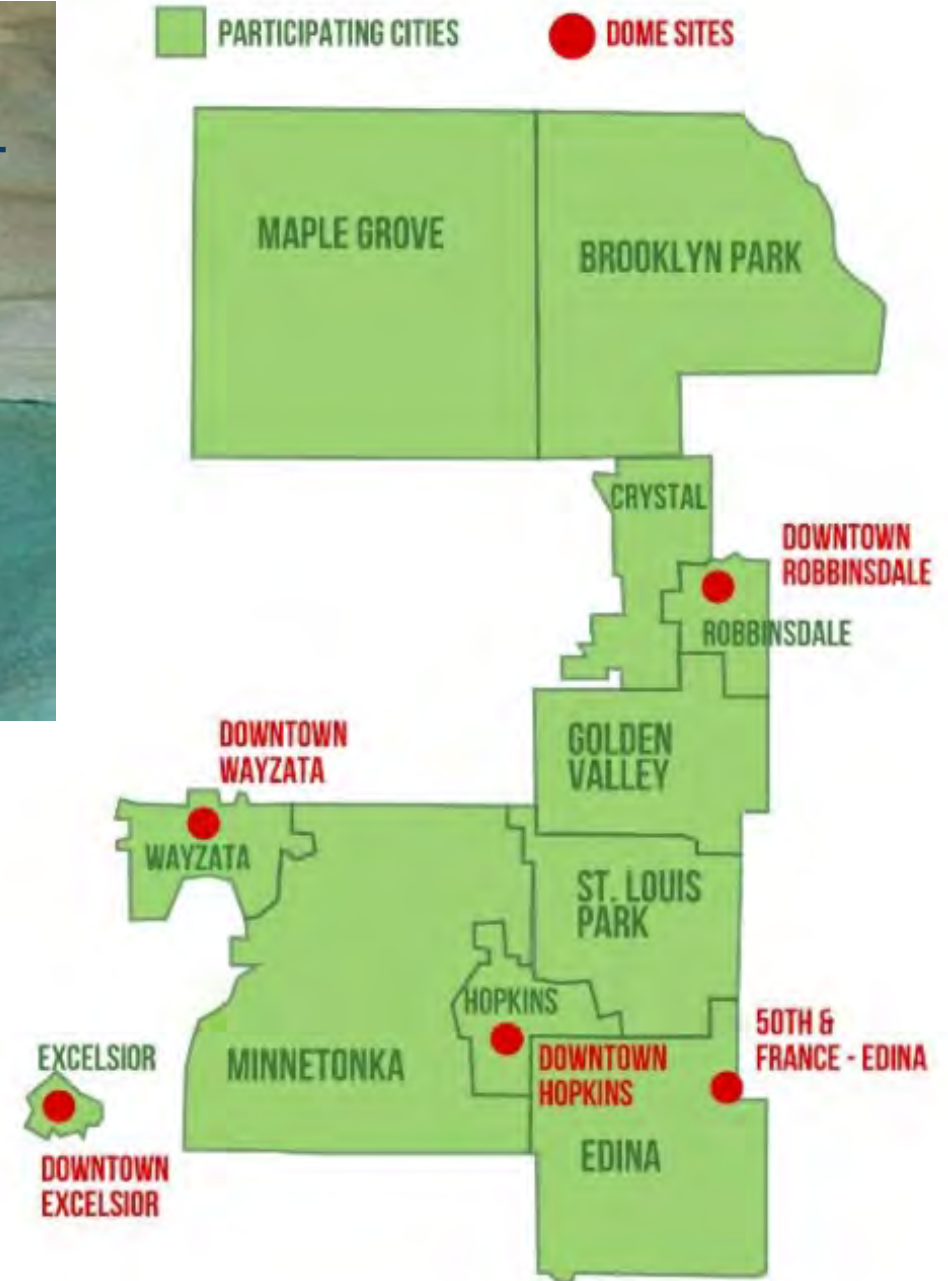 PARTICIPATING CITIES
DOME SITES
MAPLE GROVE
BROOKLYN PARK
CRYSTAL
DOWNTOWN
ROBBINSDALE
ROBBINSDALE
GOLDEN
VALLEY
DOWNTOWN
WAYZATA
WAYZATA
ST. LOUIS
PARK
HOPKINS
50TH &
FRANCE - EDINA
EXCELSIOR
MINNETONKA
DOWNTOWN
HOPKINS
EDINA
DOWNTOWN
EXCELSIOR